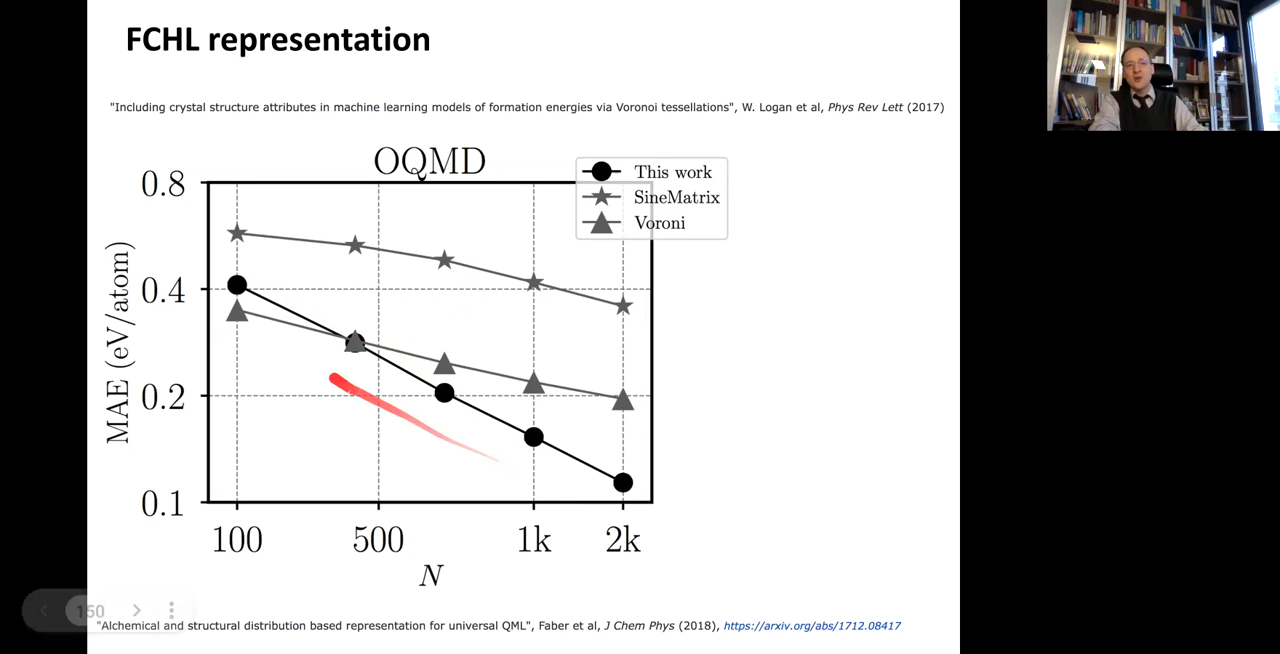 FCHL representation
"Including crystal structure attributes in machine learning models of formation energies via Voronoi tessellations", W. Logan et al, Phys Rev Lett (2017)
OQMD
This work
SineMatrix
Voroni
0.8
0.4
0.2
0.1
MAE (eV/atom)
100 500 1k 2k
N
150
"Alchemical and structural distribution based representation for universal QML", Faber et al, J Chem Phys (2018), https://arxiv.org/abs/1712.08417